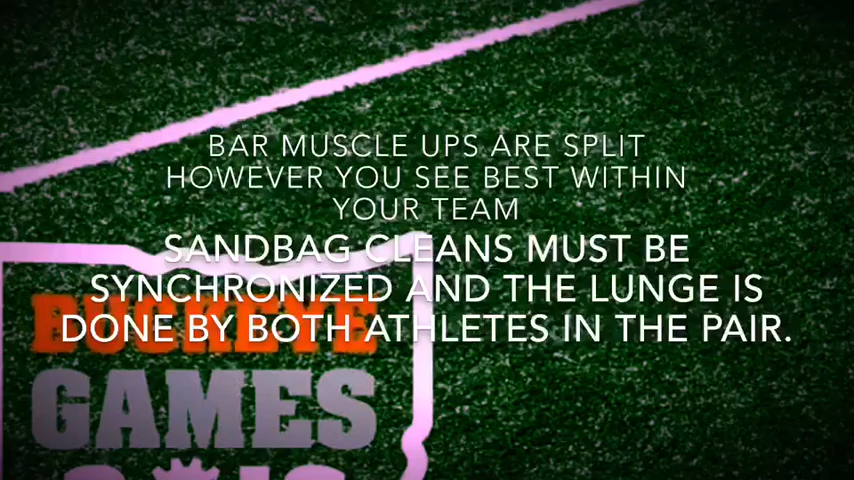 BAR MUSCLE UPS ARE SPLIT
HOWEVER YOU SEE BEST WITHIN
YOUR TEAM
SANDBAG CLEANS MUST BE
SYNCHRONIZED AND THE LUNGE IS
DONE BY BOTH ATHLETES IN THE PAIR.
BUCKEYE
GAMES